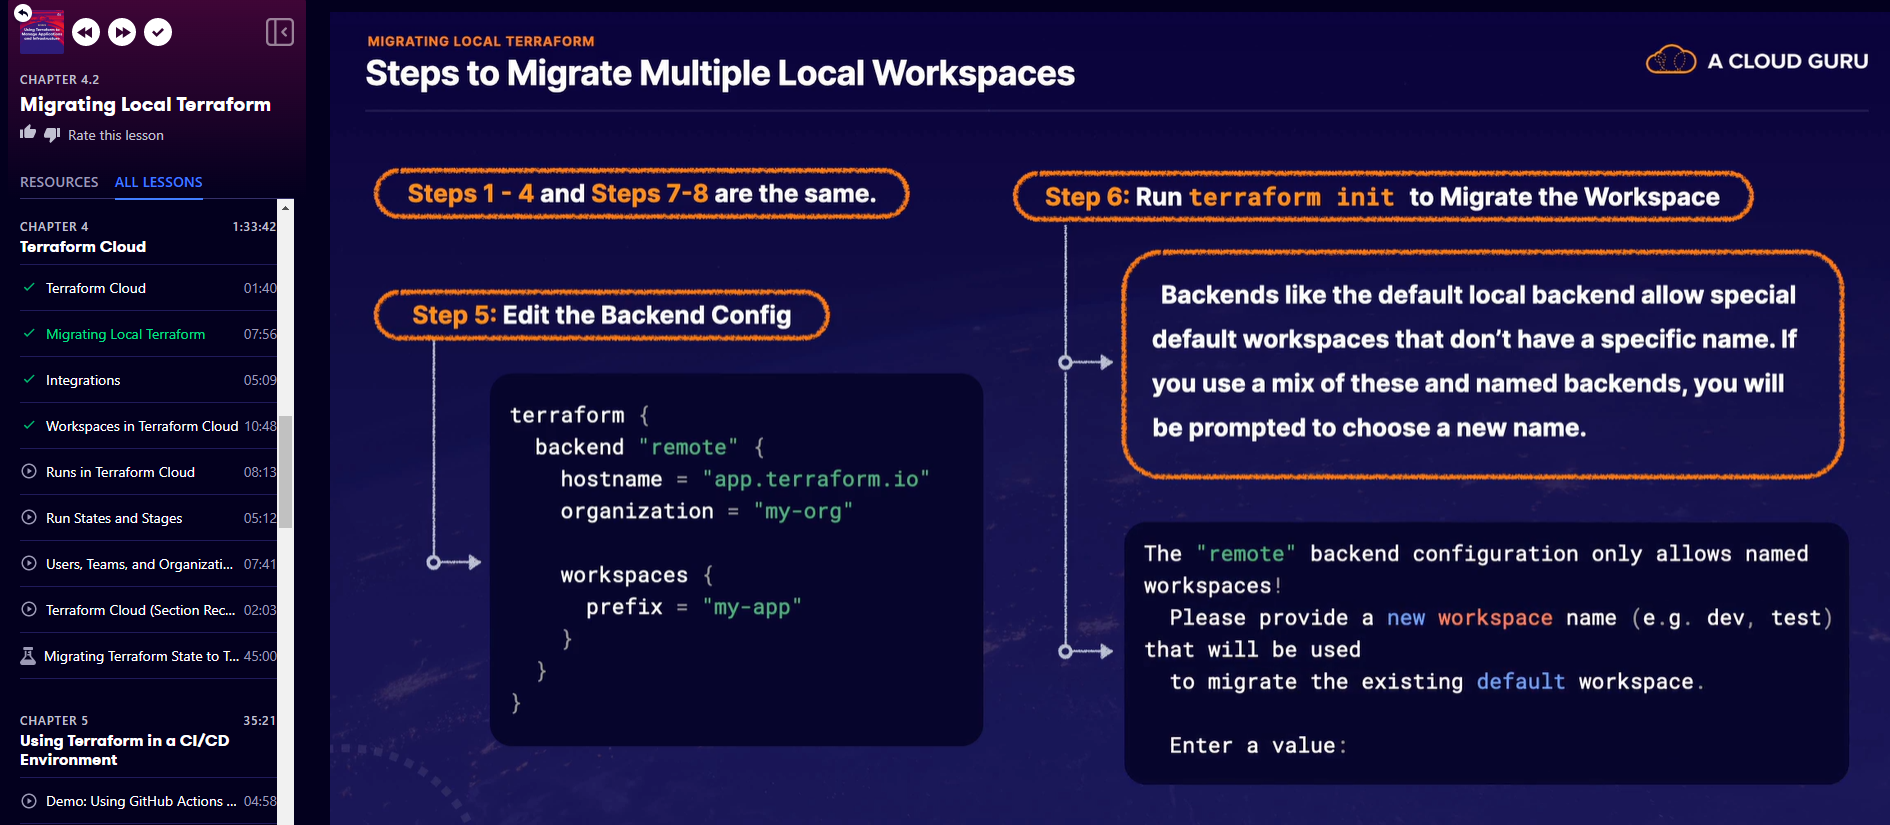 Using Terraform to
Manage Applications
and Infrastructure
CHAPTER 4.2
Migrating Local Terraform
Rate this lesson
RESOURCES ALL LESSONS
CHAPTER 4 1:33:42
Terraform Cloud
Terraform Cloud 01:40
Migrating Local Terraform 07:56
Integrations 05:09
Workspaces in Terraform Cloud 10:48
Runs in Terraform Cloud 08:13
Run States and Stages 05:12
Users, Teams, and Organizati... 07:41
Terraform Cloud (Section Rec... 02:03
Migrating Terraform State to T... 45:00
CHAPTER 5 35:21
Using Terraform in a CI/CD
Environment
Demo: Using GitHub Actions ... 04:58
MIGRATING LOCAL TERRAFORM
Steps to Migrate Multiple Local Workspaces
A CLOUD GURU
Steps 1 - 4 and Steps 7-8 are the same.
Step 5: Edit the Backend Config
terraform {
backend "remote" {
hostname = "app.terraform.io"
organization = "my-org"
workspaces {
prefix = "my-app"
}
}
}
Step 6: Run terraform init to Migrate the Workspace
Backends like the default local backend allow special
default workspaces that don't have a specific name. If
you use a mix of these and named backends, you will
be prompted to choose a new name.
The "remote" backend configuration only allows named
workspaces!
Please provide a new workspace name (e.g. dev, test)
that will be used
to migrate the existing default workspace.
Enter a value: